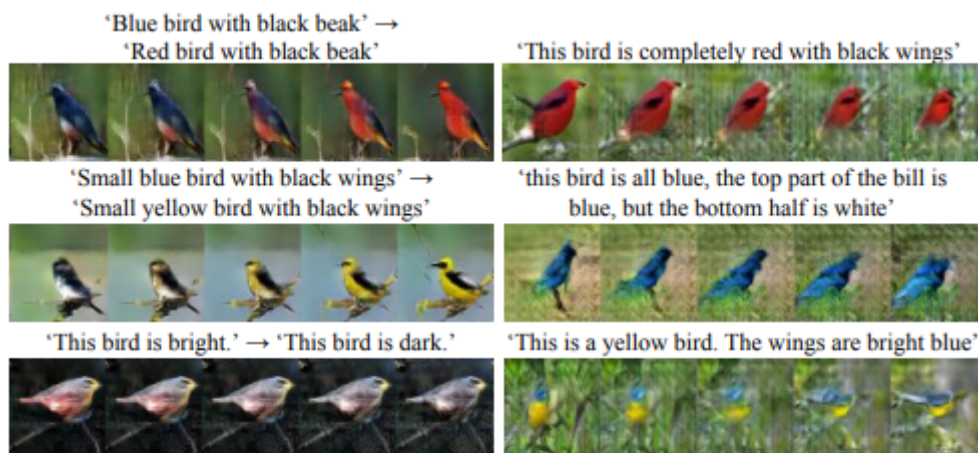 'Blue bird with black beak' →
'Red bird with black beak'
'Small blue bird with black wings' →
'Small yellow bird with black wings'
'This bird is bright.' → 'This bird is dark.'
'This bird is completely red with black wings'
'this bird is all blue, the top part of the bill is
blue, but the bottom half is white'
'This is a yellow bird. The wings are bright blue'